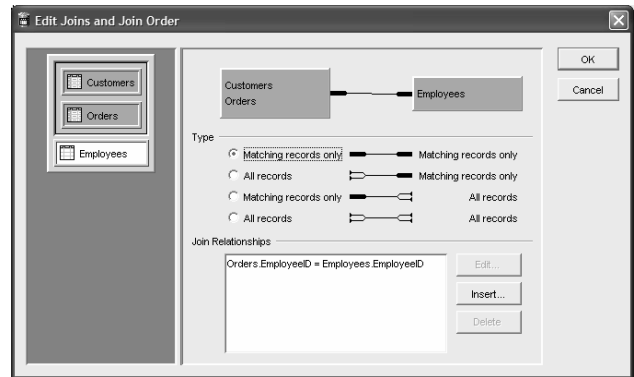 Edit Joins and Join Order
OK
Cancel
Customers
Orders
Employees
Customers
Orders
Employees
Type
Matching records only Matching records only
All records Matching records only
Matching records only All records
All records All records
Join Relationships
Orders.EmployeeID = Employees.EmployeeID
Edit...
Insert...
Delete